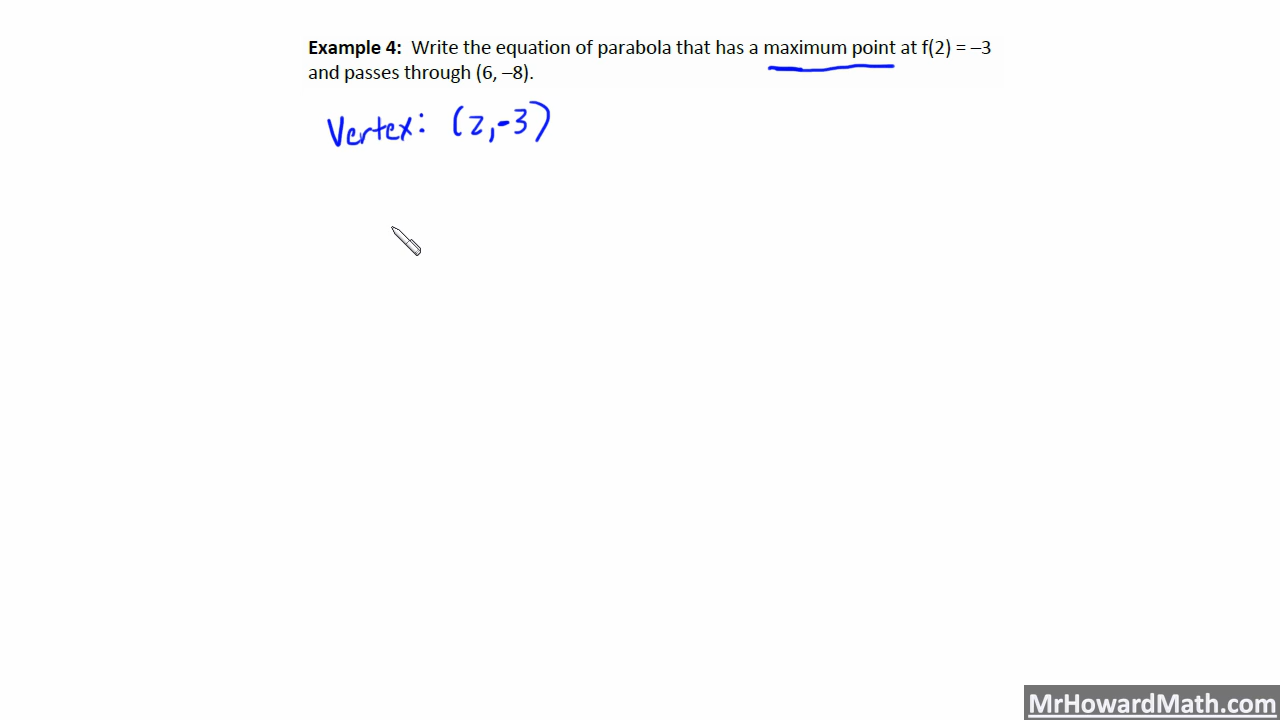 Example 4: Write the equation of parabola that has a maximum point at f(2) = –3
and passes through (6, –8).
Vertex: (2,-3)
MrHowardMath.com